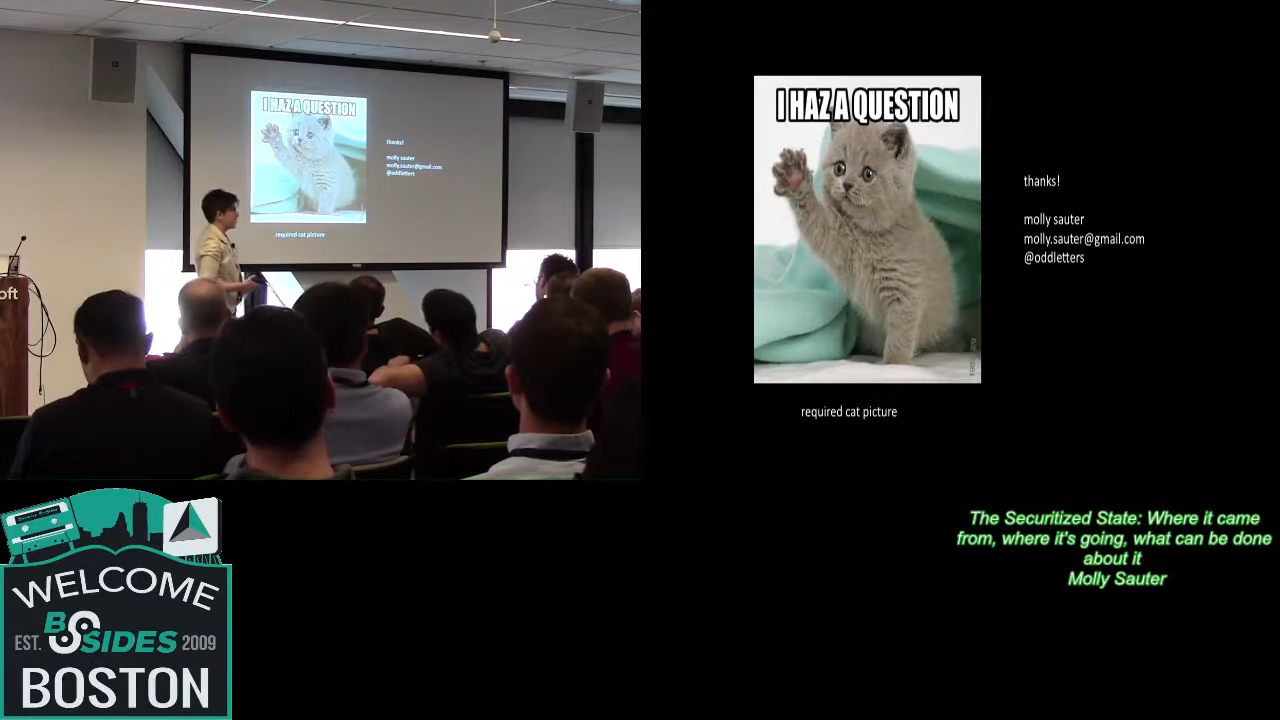 I HAZ A QUESTION
thanks!
molly sauter
molly.sauter@gmail.com
@oddletters
required cat picture
oft
I HAZ A QUESTION
thanks!
molly sauter
molly.sauter@gmail.com
@oddletters
required cat picture
The Securitized State: Where it came
from, where it's going, what can be done
about it
Molly Sauter
WELCOME
BSIDES
EST. 2009
BOSTON